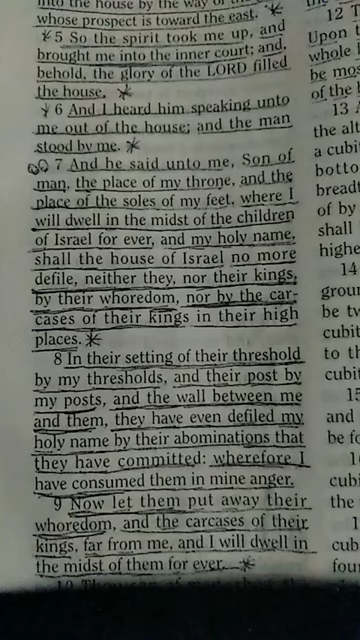 into the house by the way of the
whose prospect is toward the east.
5 So the spirit took me up, and
brought me into the inner court; and,
behold, the glory of the LORD filled
the house.
6 And I heard him speaking unto
me out of the house; and the man
stood by me.
7 And he said unto me, Son of
man, the place of my throne, and the
place of the soles of my feet, where I
will dwell in the midst of the children
of Israel for ever, and my holy name,
shall the house of Israel no more
defile, neither they, nor their kings,
by their whoredom, nor by the car-
cases of their kings in their high
places.
8 In their setting of their threshold
by my thresholds, and their post by
my posts, and the wall between me
and them, they have even defiled my
holy name by their abominations that
they have committed: wherefore I
have consumed them in mine anger.
9 Now let them put away their
whoredom, and the carcases of their
kings, far from me, and I will dwell in
the midst of them for ever.
12 T
Upon t
whole
be mos
of the
13 A
the alt
a cubit
botto
bread
of by
shall
highe
14
groun
be tw
cubit
to th
cubit
15
and
be fo
cubi
the
cub
four